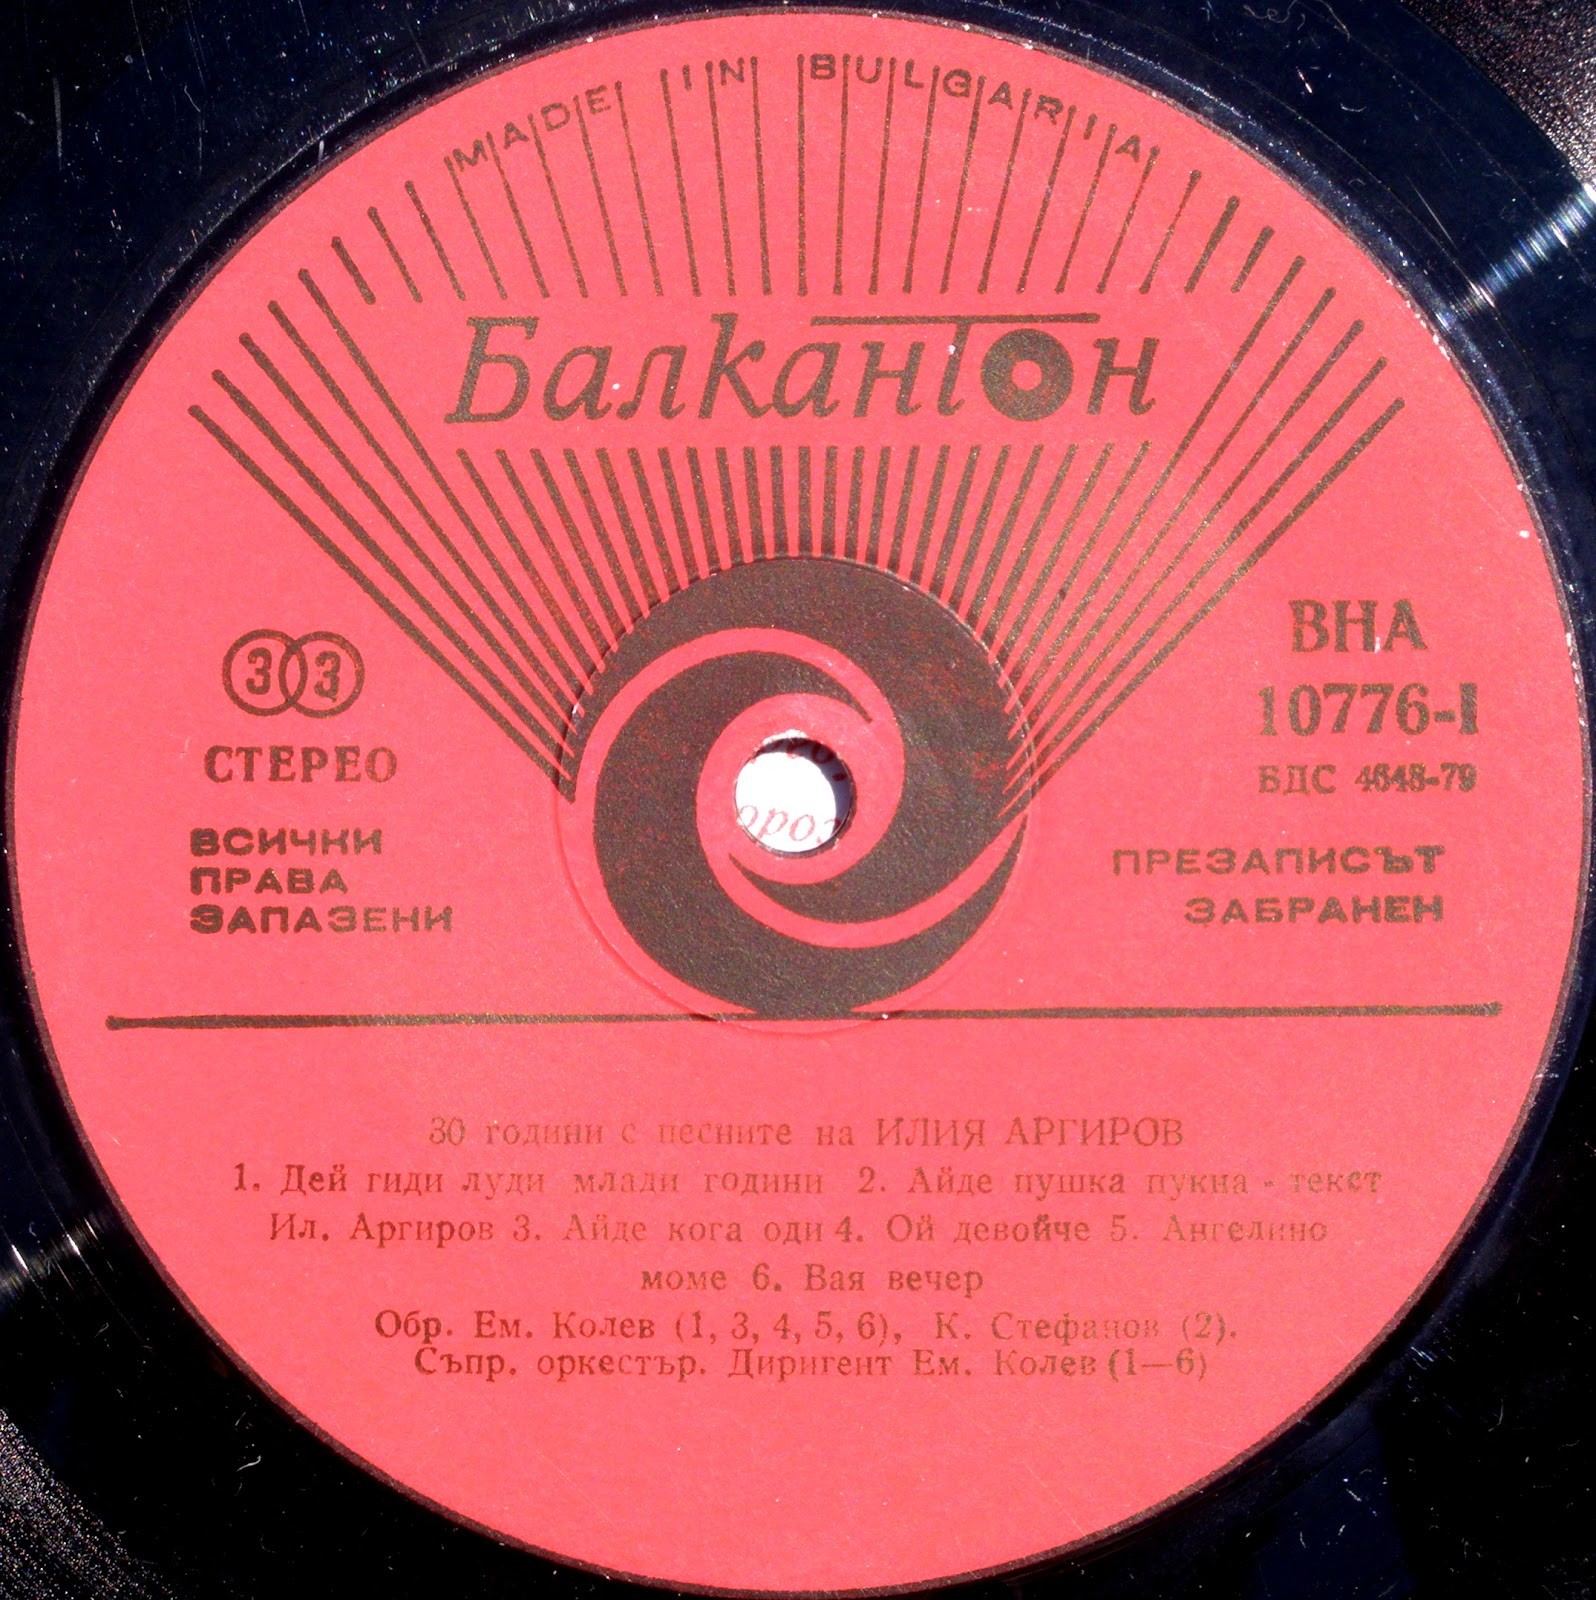 MADE IN BULGARIA
Балкантон
33
СТЕРЕО
ВСИЧКИ
ПРАВА
ЗАПАЗЕНИ
ВНА
10776-I
БДС 4648-79
ПРЕЗАПИСЪТ
ЗАБРАНЕН
30 години с песните на ИЛИЯ АРГИРОВ
1. Дей гиди луди млади години 2. Айде пушка пукна - текст
Ил. Аргиров 3. Айде кога оди 4. Ой девойче 5. Ангелино
моме 6. Вая вечер
Обр. Ем. Колев (1, 3, 4, 5, 6), К. Стефанов (2).
Съпр. оркестър. Диригент Ем. Колев (1—6)